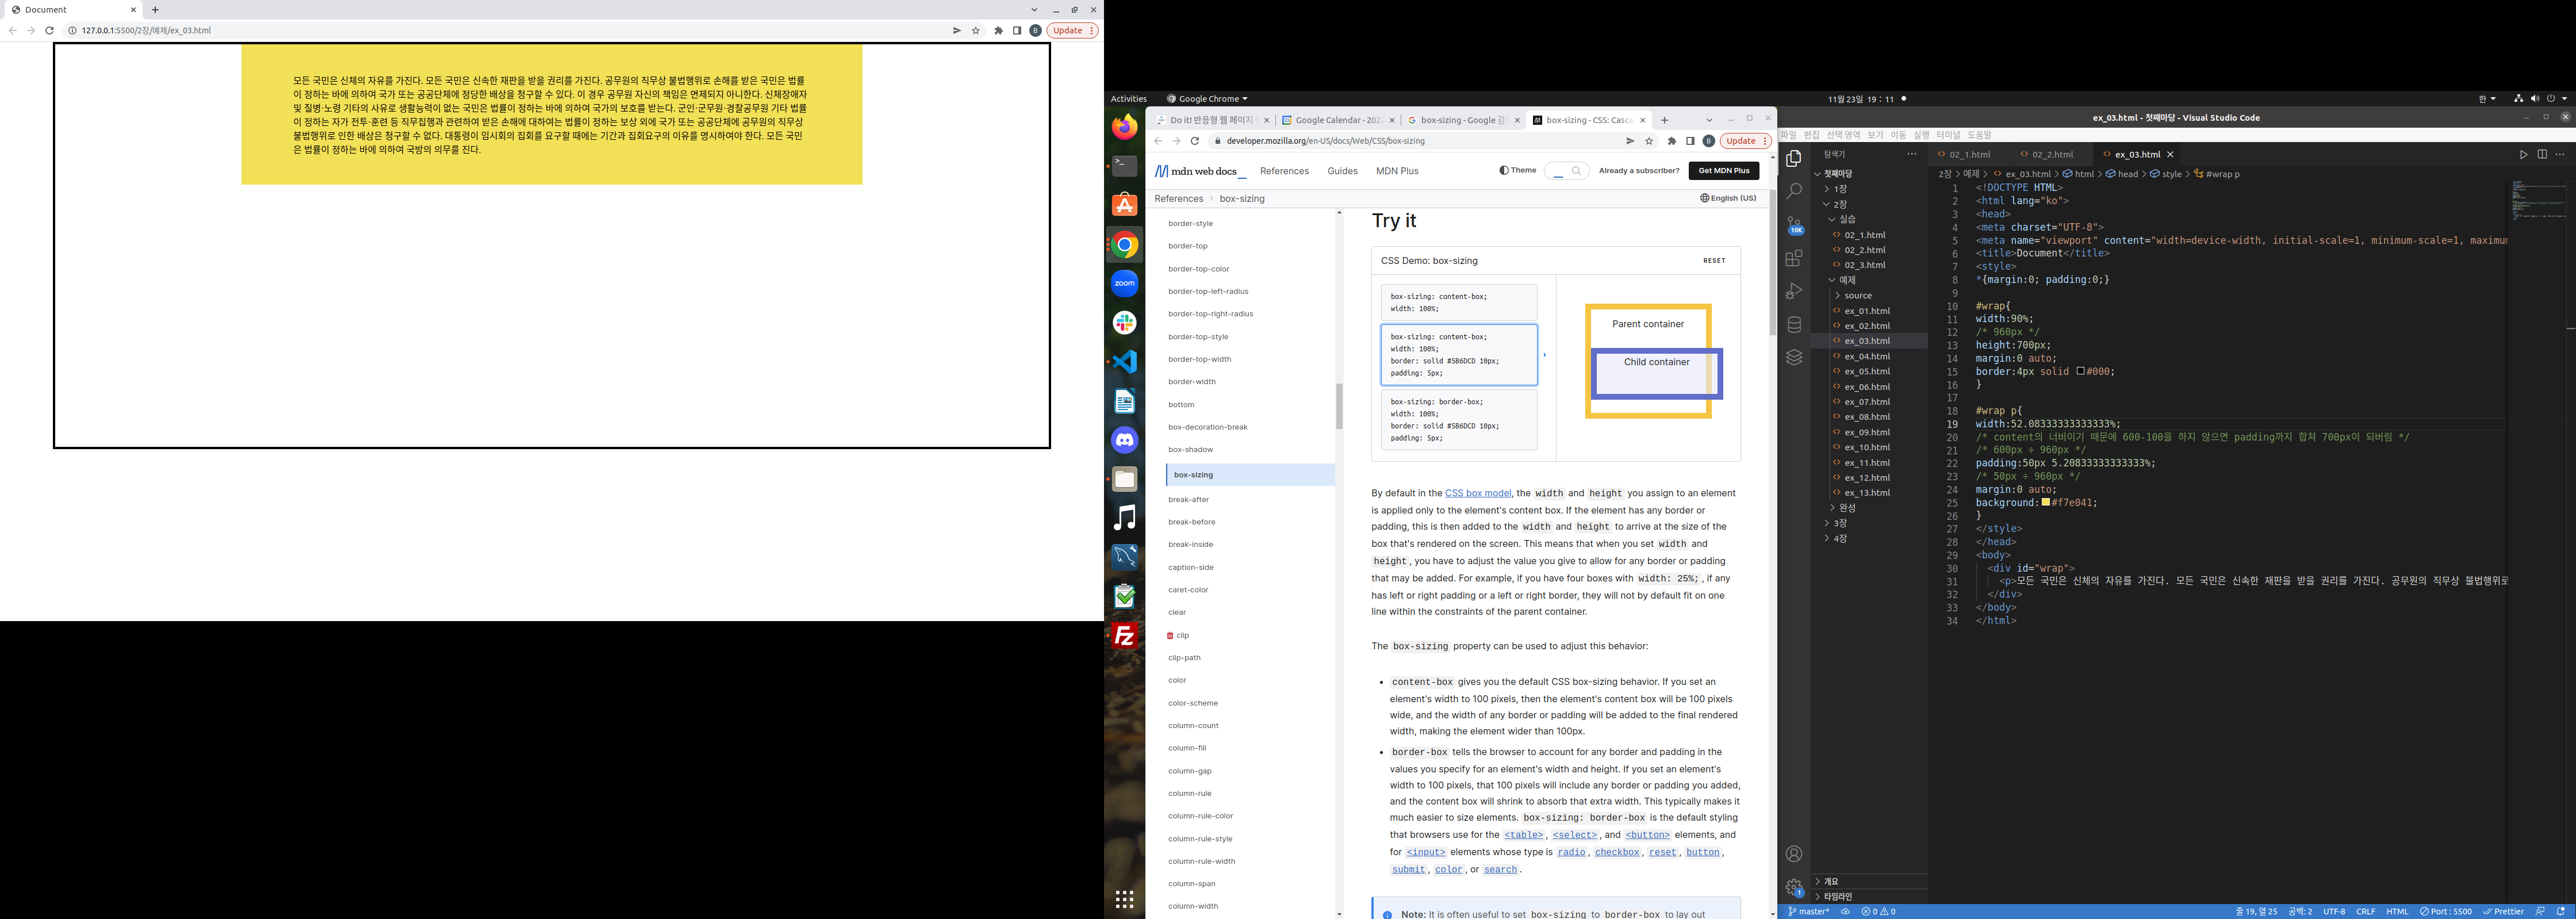 Document
127.0.0.1:5500/2장/예제/ex_03.html
B
Update
모든 국민은 신체의 자유를 가진다. 모든 국민은 신속한 재판을 받을 권리를 가진다. 공무원의 직무상 불법행위로 손해를 받은 국민은 법률
이 정하는 바에 의하여 국가 또는 공공단체에 정당한 배상을 청구할 수 있다. 이 경우 공무원 자신의 책임은 면제되지 아니한다. 신체장애자
및 질병·노령 기타의 사유로 생활능력이 없는 국민은 법률이 정하는 바에 의하여 국가의 보호를 받는다. 군인·군무원·경찰공무원 기타 법률
이 정하는 자가 전투·훈련 등 직무집행과 관련하여 받은 손해에 대하여는 법률이 정하는 보상 외에 국가 또는 공공단체에 공무원의 직무상
불법행위로 인한 배상은 청구할 수 없다. 대통령이 임시회의 집회를 요구할 때에는 기간과 집회요구의 이유를 명시하여야 한다. 모든 국민
은 법률이 정하는 바에 의하여 국방의 의무를 진다.
Activities
Google Chrome
11월 23일 19 : 11
한
zoom
Fz
Do it! 반응형 웹 페이지
Google Calendar - 202
box-sizing - Google 검
box-sizing - CSS: Casca
developer.mozilla.org/en-US/docs/Web/CSS/box-sizing
B
Update
mdn web docs_
References
Guides
MDN Plus
Theme
Already a subscriber?
Get MDN Plus
References > box-sizing
English (US)
border-style
border-top
border-top-color
border-top-left-radius
border-top-right-radius
border-top-style
border-top-width
border-width
bottom
box-decoration-break
box-shadow
box-sizing
break-after
break-before
break-inside
caption-side
caret-color
clear
clip
clip-path
color
color-scheme
column-count
column-fill
column-gap
column-rule
column-rule-color
column-rule-style
column-rule-width
column-span
column-width
Try it
CSS Demo: box-sizing
RESET
box-sizing: content-box;
width: 100%;
box-sizing: content-box;
width: 100%;
border: solid #5B6DCD 10px;
padding: 5px;
box-sizing: border-box;
width: 100%;
border: solid #5B6DCD 10px;
padding: 5px;
Parent container
Child container
By default in the CSS box model, the width and height you assign to an element
is applied only to the element's content box. If the element has any border or
padding, this is then added to the width and height to arrive at the size of the
box that's rendered on the screen. This means that when you set width and
height, you have to adjust the value you give to allow for any border or padding
that may be added. For example, if you have four boxes with width: 25%;, if any
has left or right padding or a left or right border, they will not by default fit on one
line within the constraints of the parent container.
The box-sizing property can be used to adjust this behavior:
• content-box gives you the default CSS box-sizing behavior. If you set an
element's width to 100 pixels, then the element's content box will be 100 pixels
wide, and the width of any border or padding will be added to the final rendered
width, making the element wider than 100px.
• border-box tells the browser to account for any border and padding in the
values you specify for an element's width and height. If you set an element's
width to 100 pixels, that 100 pixels will include any border or padding you added,
and the content box will shrink to absorb that extra width. This typically makes it
much easier to size elements. box-sizing: border-box is the default styling
that browsers use for the <table>, <select>, and <button> elements, and
for <input> elements whose type is radio, checkbox, reset, button,
submit, color, or search.
Note: It is often useful to set box-sizing to border-box to lay out
ex_03.html - 첫째마당 - Visual Studio Code
파일 편집 선택 영역 보기 이동 실행 터미널 도움말
탐색기
첫째마당
1장
2장
실습
02_1.html
02_2.html
02_3.html
예제
source
ex_01.html
ex_02.html
ex_03.html
ex_04.html
ex_05.html
ex_06.html
ex_07.html
ex_08.html
ex_09.html
ex_10.html
ex_11.html
ex_12.html
ex_13.html
완성
3장
4장
개요
타임라인
10K
1
02_1.html
02_2.html
ex_03.html
2장 > 예제 > ex_03.html > html > head > style > #wrap p
1 <!DOCTYPE HTML>
2 <html lang="ko">
3 <head>
4 <meta charset="UTF-8">
5 <meta name="viewport" content="width=device-width, initial-scale=1, minimum-scale=1, maximum
6 <title>Document</title>
7 <style>
8 *{margin:0; padding:0;}
9
10 #wrap{
11 width:90%;
12 /* 960px */
13 height:700px;
14 margin:0 auto;
15 border:4px solid #000;
16 }
17
18 #wrap p{
19 width:52.08333333333333%;
20 /* content의 너비이기 때문에 600-100을 하지 않으면 padding까지 합쳐 700px이 되버림 */
21 /* 600px ÷ 960px */
22 padding:50px 5.20833333333333%;
23 /* 50px ÷ 960px */
24 margin:0 auto;
25 background:#f7e041;
26 }
27 </style>
28 </head>
29 <body>
30 <div id="wrap">
31 <p>모든 국민은 신체의 자유를 가진다. 모든 국민은 신속한 재판을 받을 권리를 가진다. 공무원의 직무상 불법행위로
32 </div>
33 </body>
34 </html>
master*
0
0
줄 19, 열 25
공백: 2
UTF-8
CRLF
HTML
Port : 5500
Prettier